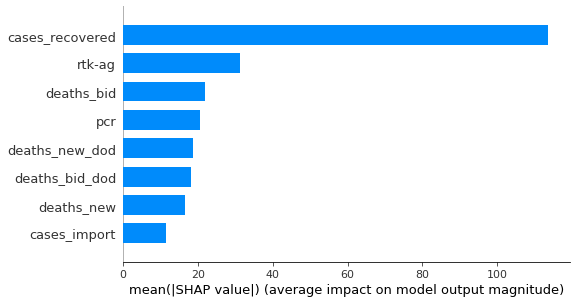 cases_recovered
rtk-ag
deaths_bid
pcr
deaths_new_dod
deaths_bid_dod
deaths_new
cases_import
0 20 40 60 80 100
mean(|SHAP value|) (average impact on model output magnitude)